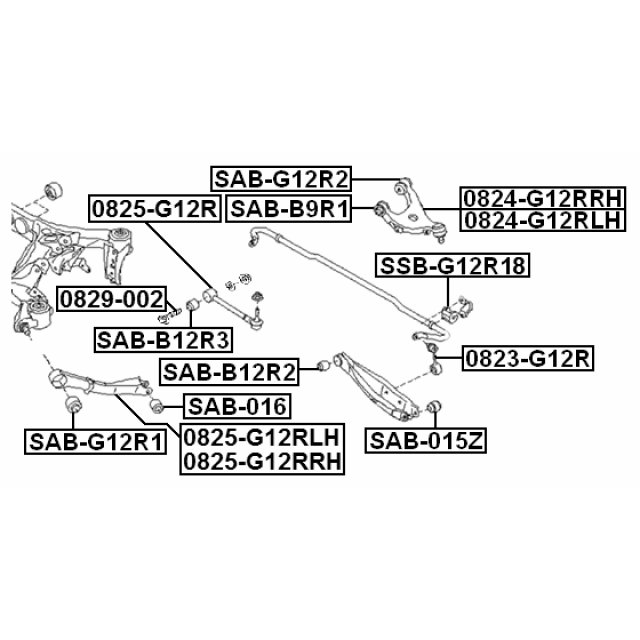 SAB-G12R2
0825-G12R
SAB-B9R1
0824-G12RRH
0824-G12RLH
SSB-G12R18
0829-002
SAB-B12R3
SAB-B12R2
0823-G12R
SAB-016
SAB-G12R1
0825-G12RLH
0825-G12RRH
SAB-015Z